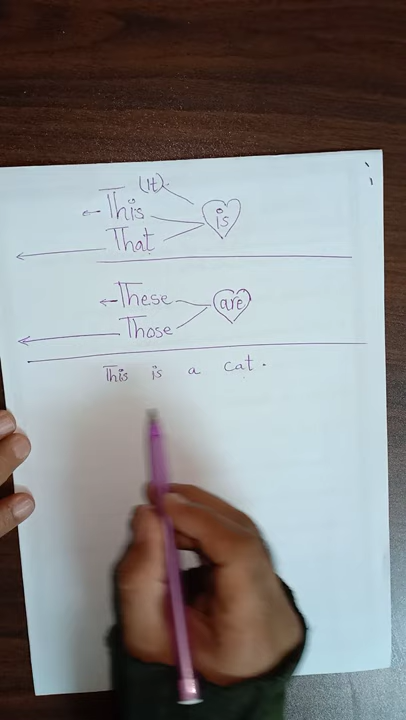 (It).
This
is
That
These
are
Those
This is a cat.